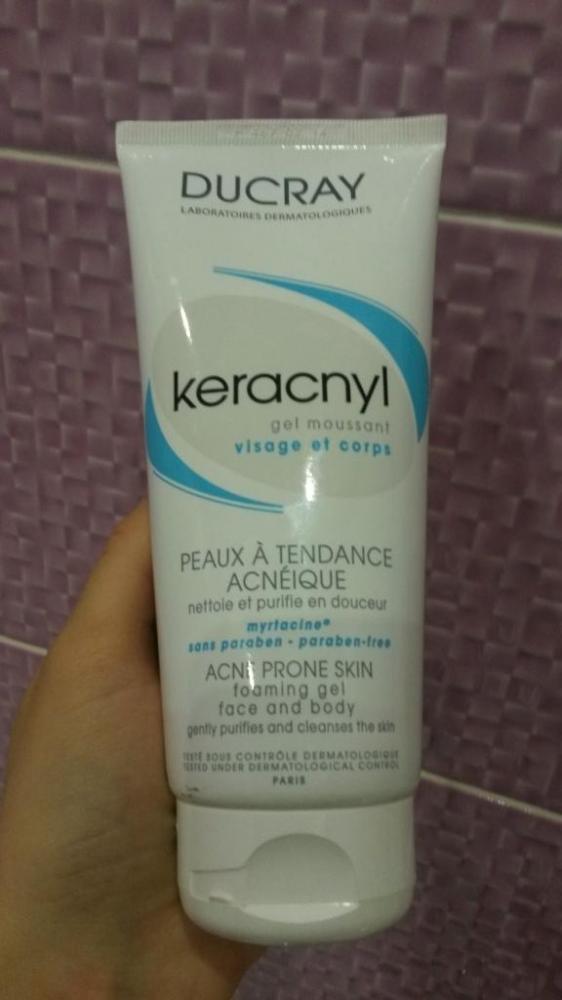 DUCRAY
LABORATOIRES DERMATOLOGIQUES
keracnyl
gel moussant
visage et corps
PEAUX À TENDANCE
ACNÉIQUE
nettoie et purifie en douceur
myrtacine®
sans paraben - paraben-free
ACNE PRONE SKIN
foaming gel
face and body
gently purifies and cleanses the skin
TESTÉ SOUS CONTRÔLE DERMATOLOGIQUE
TESTED UNDER DERMATOLOGICAL CONTROL
PARIS